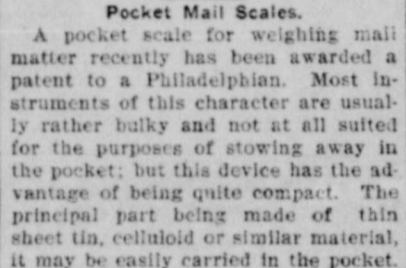 Pocket Mail Scales.
A pocket scale for weighing mail
matter recently has been awarded a
patent to a Philadelphian. Most in-
struments of this character are usual-
ly rather bulky and not at all suited
for the purposes of stowing away in
the pocket; but this device has the ad-
vantage of being quite compact. The
principal part being made of thin
sheet tin, celluloid or similar material,
it may be easily carried in the pocket.